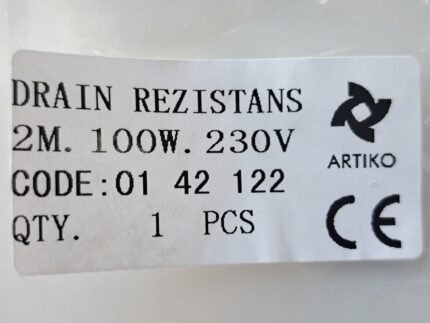 DRAIN REZISTANS
2M. 100W. 230V
CODE:01 42 122
QTY. 1 PCS
ARTIKO
CE